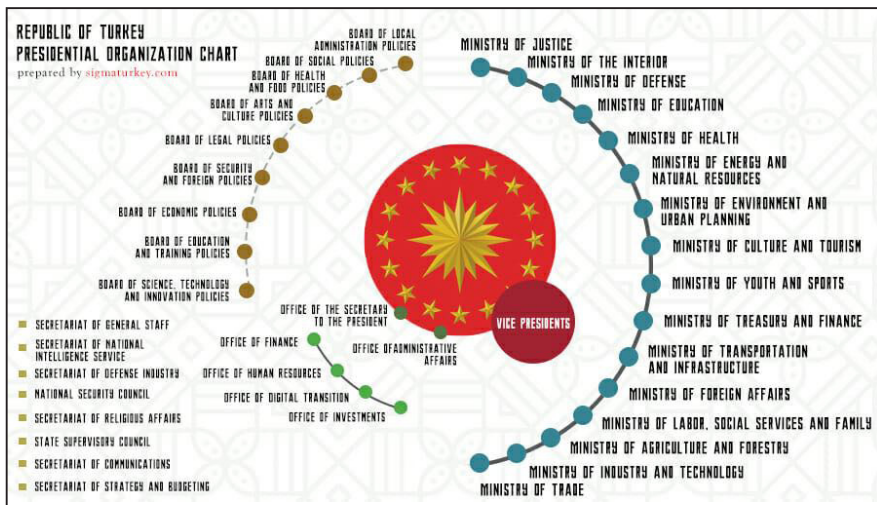 REPUBLIC OF TURKEY
PRESIDENTIAL ORGANIZATION CHART
prepared by sigmaturkey.com
BOARD OF LOCAL
ADMINISTRATION POLICIES
BOARD OF SOCIAL POLICIES
BOARD OF HEALTH
AND FOOD POLICIES
BOARD OF ARTS AND
CULTURE POLICIES
BOARD OF LEGAL POLICIES
BOARD OF SECURITY
AND FOREIGN POLICIES
BOARD OF ECONOMIC POLICIES
BOARD OF EDUCATION
AND TRAINING POLICIES
BOARD OF SCIENCE, TECHNOLOGY
AND INNOVATION POLICIES
SECRETARIAT OF GENERAL STAFF
SECRETARIAT OF NATIONAL
INTELLIGENCE SERVICE
SECRETARIAT OF DEFENSE INDUSTRY
NATIONAL SECURITY COUNCIL
SECRETARIAT OF RELIGIOUS AFFAIRS
STATE SUPERVISORY COUNCIL
SECRETARIAT OF COMMUNICATIONS
SECRETARIAT OF STRATEGY AND BUDGETING
OFFICE OF THE SECRETARY
TO THE PRESIDENT
OFFICE OFADMINISTRATIVE
AFFAIRS
OFFICE OF FINANCE
OFFICE OF HUMAN RESOURCES
OFFICE OF DIGITAL TRANSITION
OFFICE OF INVESTMENTS
VICE PRESIDENTS
MINISTRY OF JUSTICE
MINISTRY OF THE INTERIOR
MINISTRY OF DEFENSE
MINISTRY OF EDUCATION
MINISTRY OF HEALTH
MINISTRY OF ENERGY AND
NATURAL RESOURCES
MINISTRY OF ENVIRONMENT AND
URBAN PLANNING
MINISTRY OF CULTURE AND TOURISM
MINISTRY OF YOUTH AND SPORTS
MINISTRY OF TREASURY AND FINANCE
MINISTRY OF TRANSPORTATION
AND INFRASTRUCTURE
MINISTRY OF FOREIGN AFFAIRS
MINISTRY OF LABOR, SOCIAL SERVICES AND FAMILY
MINISTRY OF AGRICULTURE AND FORESTRY
MINISTRY OF INDUSTRY AND TECHNOLOGY
MINISTRY OF TRADE